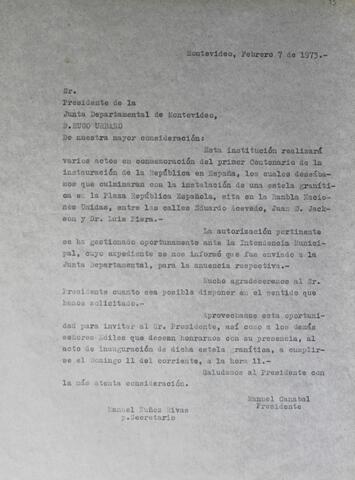 Montevideo, Febrero 7 de 1973.-
Sr.
Presidente de la
Junta Departamental de Montevideo,
D.HUGO URBANO
De nuestra mayor consideración:
Esta institución realizará
varios actos en conmemoración del primer Centenario de la
instauración de la República en España, los cuales deseába-
mos que culminaran con la instalación de una estela graníti-
ca en la Plaza República Española, sita en la Rambla Nacio-
nes Unidas, entre las calles Eduardo Acevedo, Juan D. Jack-
son y Dr. Luis Piera.-
La autorización pertinente
se ha gestionado oportunamente ante la Intendencia Munici-
pal, cuyo expediente se nos informó que fue enviado a la
Junta Departamental, para la anuencia respectiva.-
Mucho agradeceremos al Sr.
Presidente cuanto sea posible disponer en el sentido que
hemos solicitado.-
Aprovechamos esta oportuni-
dad para invitar al Sr. Presidente, así como a los demás
señores Ediles que desean honrarnos con su presencia, al
acto de inauguración de dicha estela granítica, a cumplir-
se el Domingo 11 del corriente, a la hora 11.-
Saludamos al Presidente con
la más atenta consideración.
Manuel Canabal
Presidente
Manuel Nuñez Rivas
p.Secretario